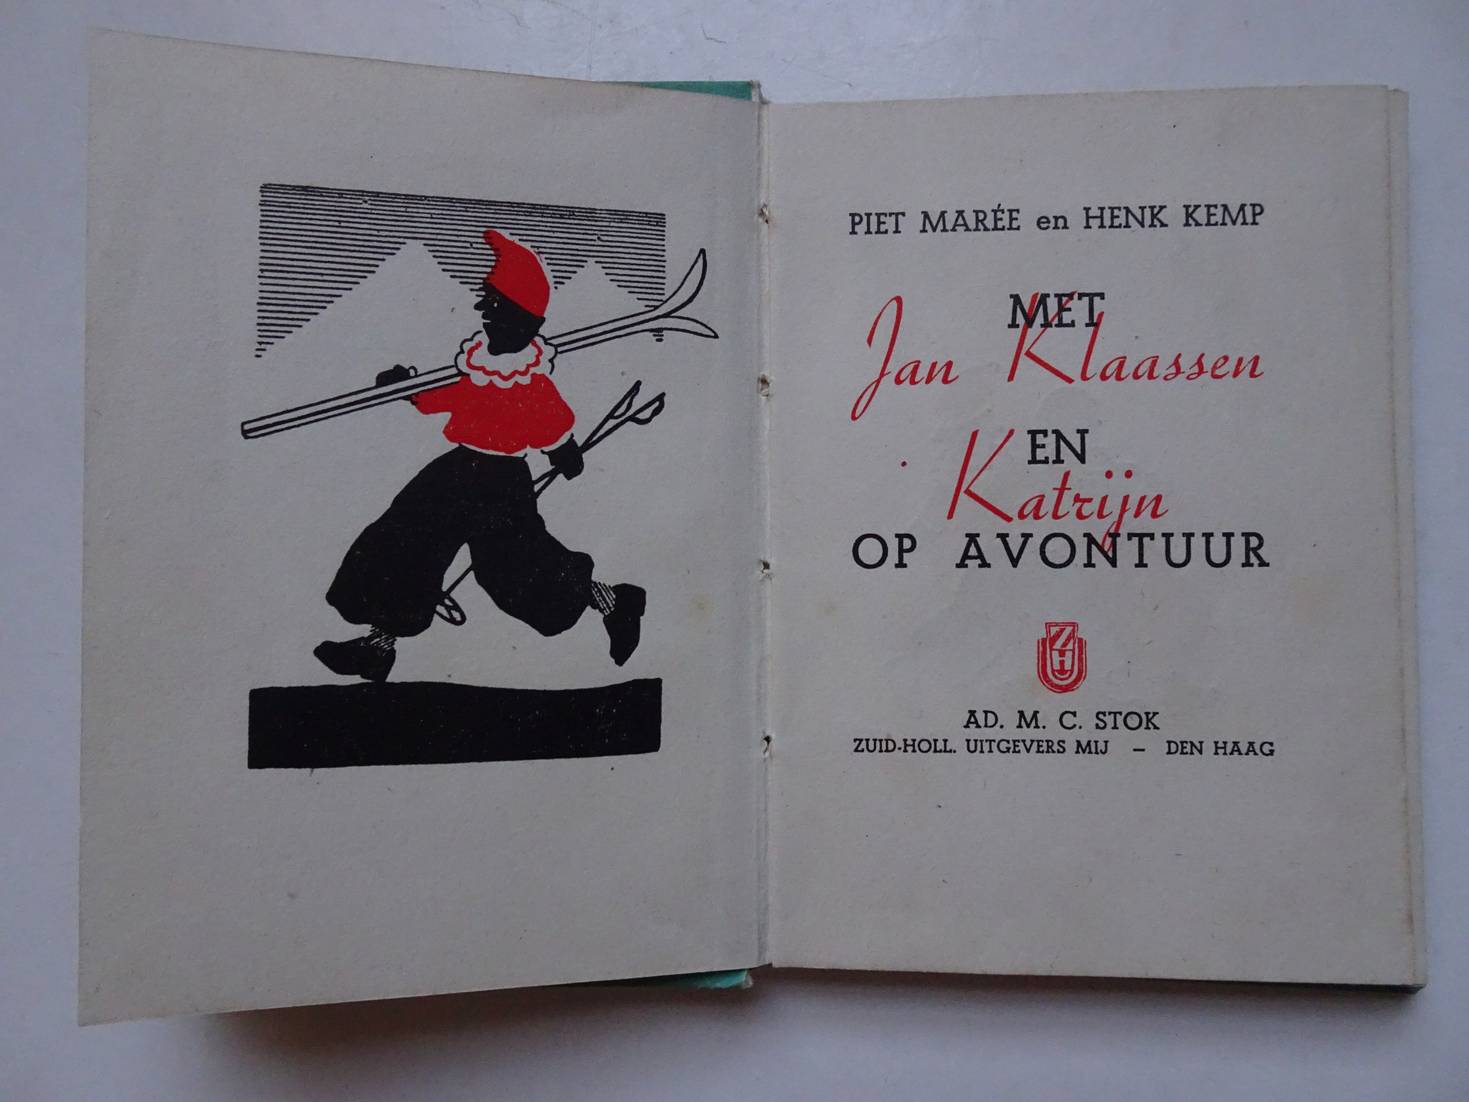 PIET MARÉE en HENK KEMP
MET
Jan Klaassen
EN
Katrijn
OP AVONTUUR
ZHU
AD. M. C. STOK
ZUID-HOLL. UITGEVERS MIJ — DEN HAAG